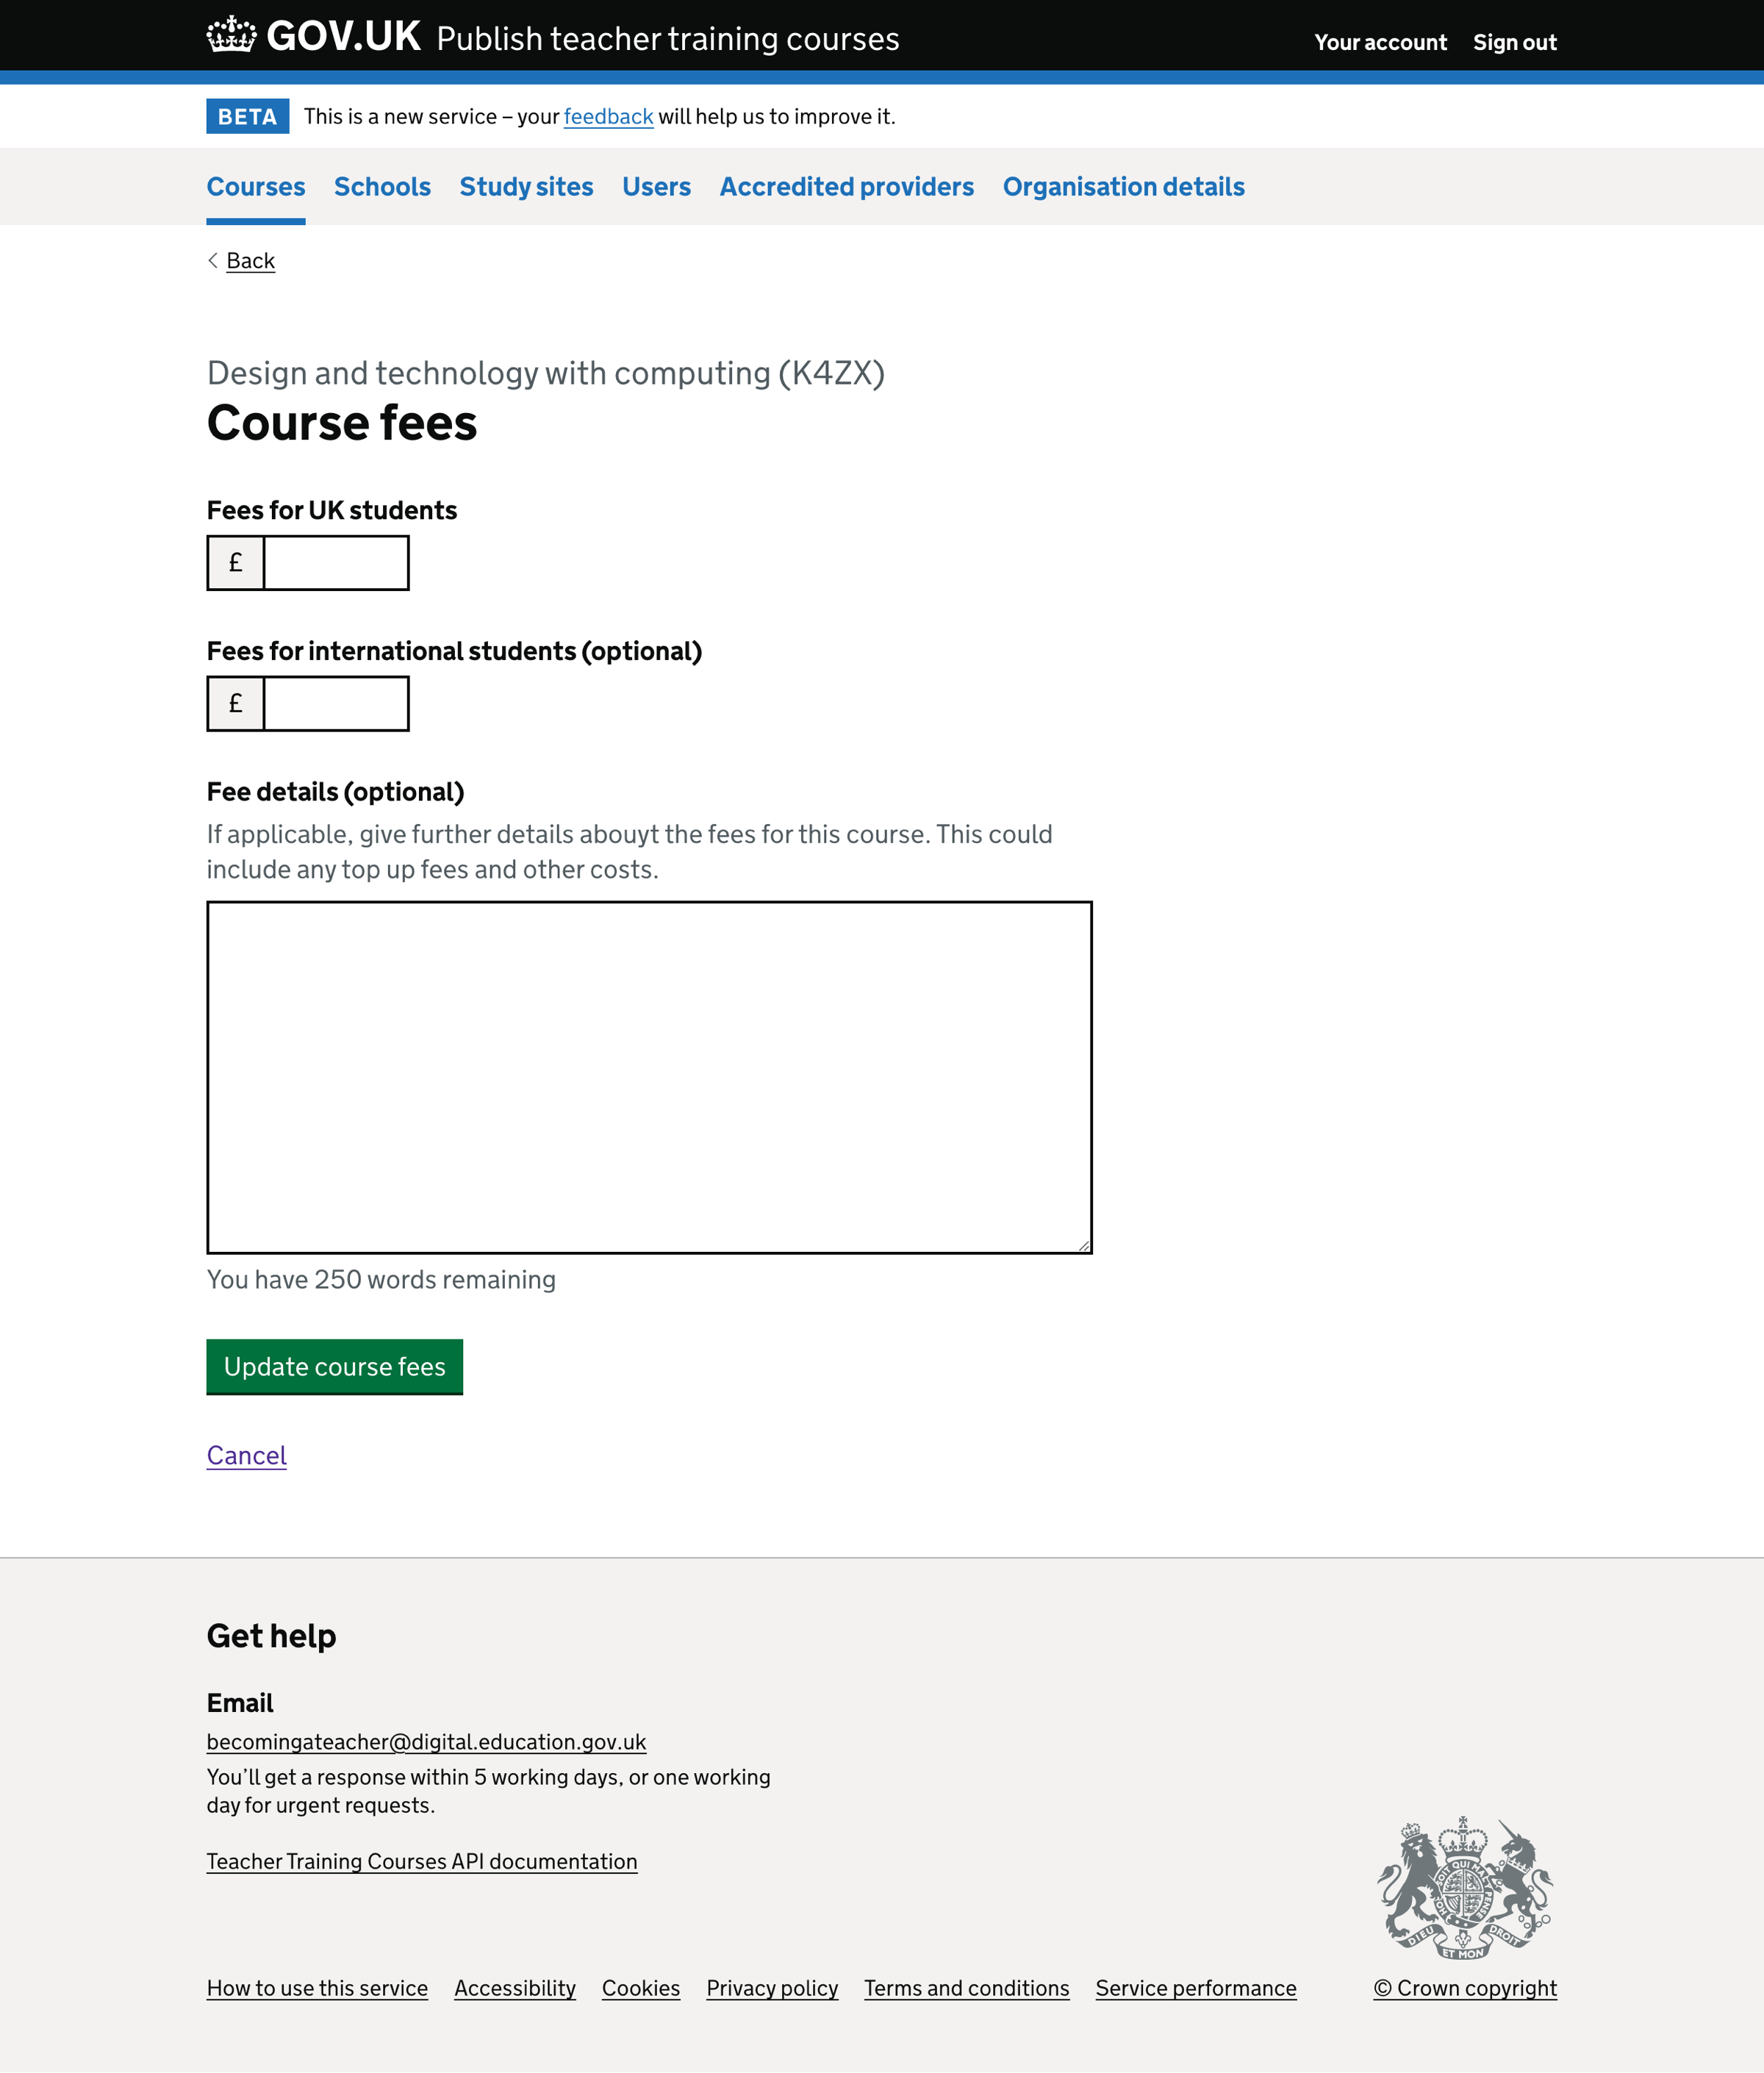 GOV.UK Publish teacher training courses
Your account Sign out
BETA This is a new service – your feedback will help us to improve it.
Courses Schools Study sites Users Accredited providers Organisation details
Back
Design and technology with computing (K4ZX)
Course fees
Fees for UK students
£
Fees for international students (optional)
£
Fee details (optional)
If applicable, give further details abouyt the fees for this course. This could
include any top up fees and other costs.
You have 250 words remaining
Update course fees
Cancel
Get help
Email
becomingateacher@digital.education.gov.uk
You’ll get a response within 5 working days, or one working
day for urgent requests.
Teacher Training Courses API documentation
DIEU ET MON DROIT
How to use this service Accessibility Cookies Privacy policy Terms and conditions Service performance © Crown copyright